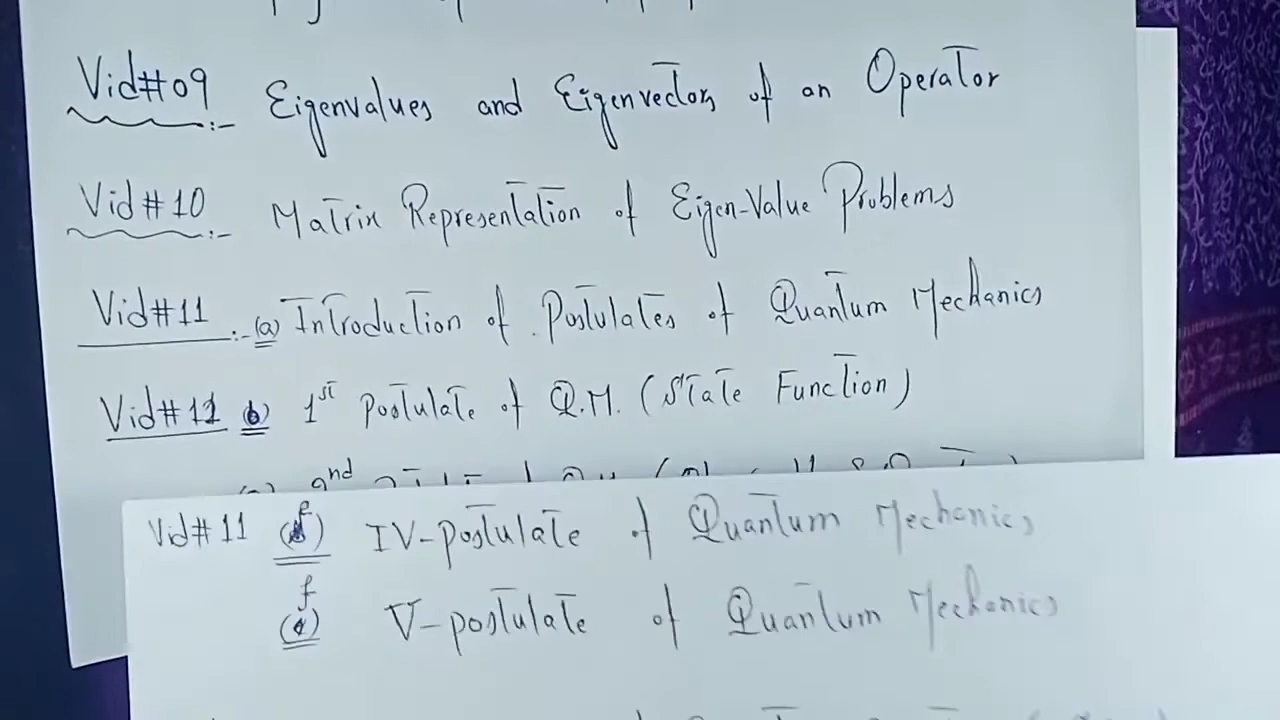 Vid#09 :- Eigenvalues and Eigenvectors of an Operator
Vid#10 :- Matrix Representation of Eigen-Value Problems
Vid#11 :- (a) Introduction of Postulates of Quantum Mechanics
Vid#11 (b) 1st Postulate of Q.M. (State Function)
nd
Vid#11 IV-postulate of Quantum Mechanics
f
V-postulate of Quantum Mechanics